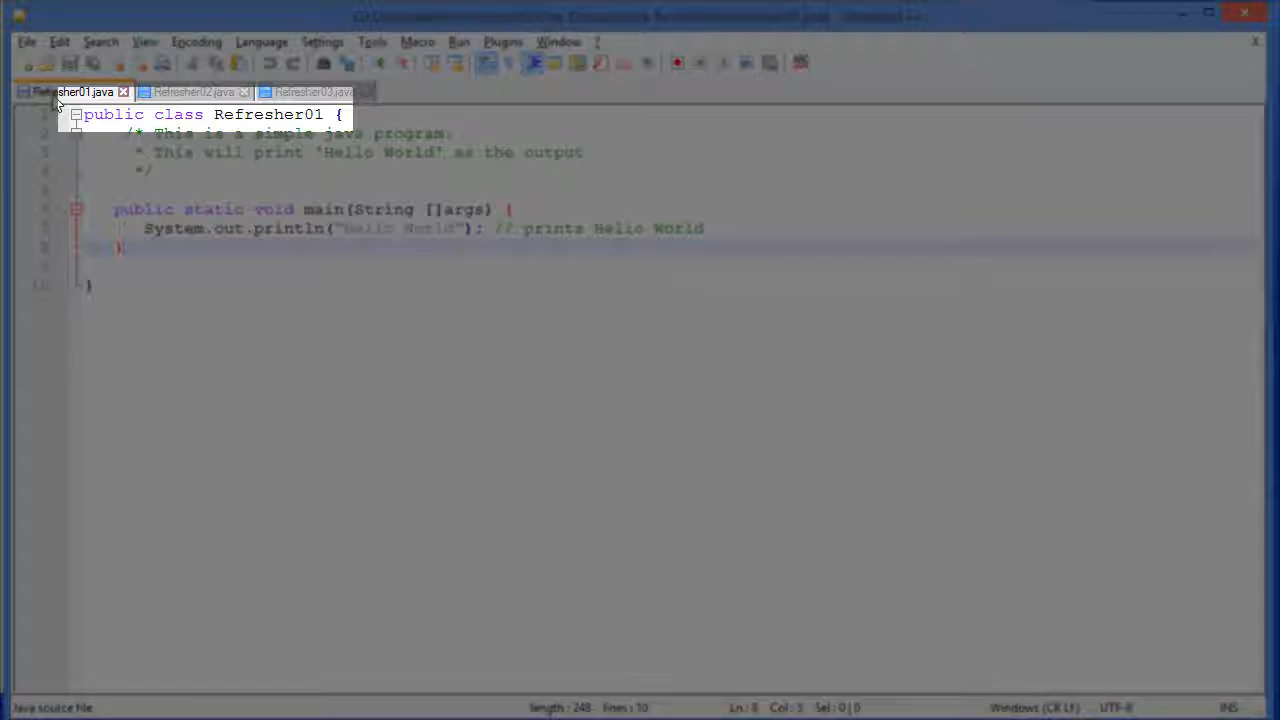 File Edit Search View Encoding Language Settings Tools Macro Run Plugins Window ? X
Refresher01.java Refresher02.java Refresher03.java
public class Refresher01 {
/* This is a simple java program.
* This will print 'Hello World' as the output
*/
public static void main(String []args) {
System.out.println("Hello World"); // prints Hello World
}
10 }
Java source file length : 248 lines : 10 Ln : 8 Col : 5 Sel : 0 | 0 Windows (CR LF) UTF-8 INS